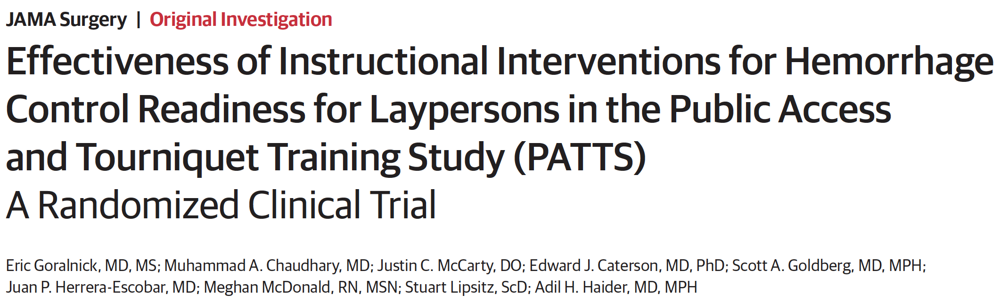 JAMA Surgery | Original Investigation
Effectiveness of Instructional Interventions for Hemorrhage
Control Readiness for Laypersons in the Public Access
and Tourniquet Training Study (PATTS)
A Randomized Clinical Trial
Eric Goralnick, MD, MS; Muhammad A. Chaudhary, MD; Justin C. McCarty, DO; Edward J. Caterson, MD, PhD; Scott A. Goldberg, MD, MPH;
Juan P. Herrera-Escobar, MD; Meghan McDonald, RN, MSN; Stuart Lipsitz, ScD; Adil H. Haider, MD, MPH